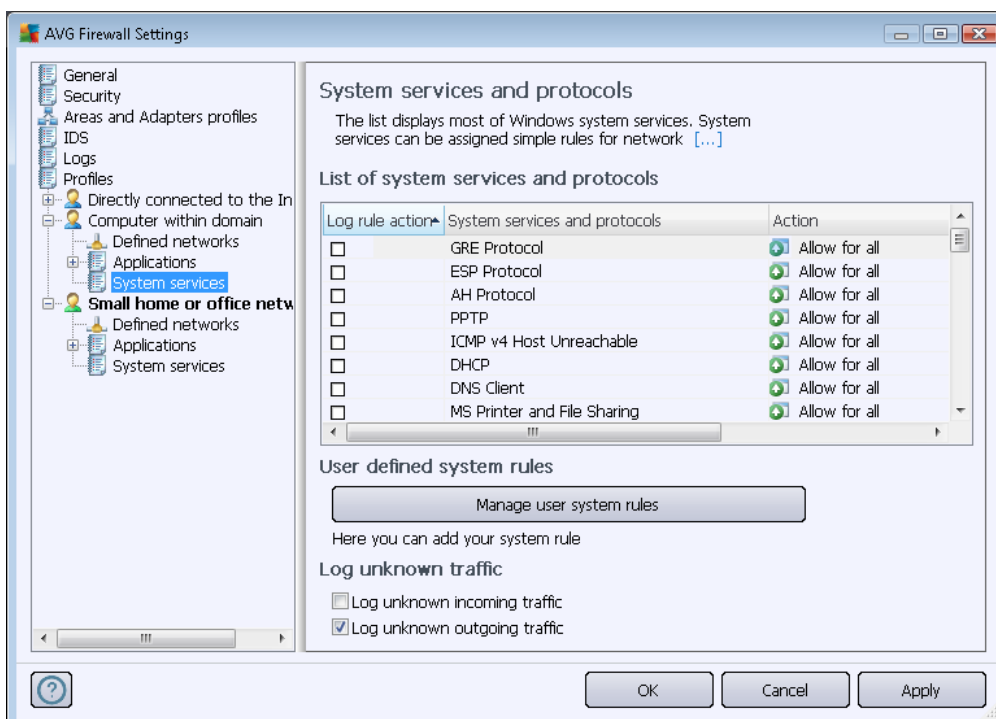 AVG Firewall Settings
General
Security
Areas and Adapters profiles
IDS
Logs
Profiles
Directly connected to the In
Computer within domain
Defined networks
Applications
System services
Small home or office netw
Defined networks
Applications
System services
System services and protocols
The list displays most of Windows system services. System
services can be assigned simple rules for network [...]
List of system services and protocols
Log rule action System services and protocols Action
GRE Protocol Allow for all
ESP Protocol Allow for all
AH Protocol Allow for all
PPTP Allow for all
ICMP v4 Host Unreachable Allow for all
DHCP Allow for all
DNS Client Allow for all
MS Printer and File Sharing Allow for all
User defined system rules
Manage user system rules
Here you can add your system rule
Log unknown traffic
Log unknown incoming traffic
Log unknown outgoing traffic
?
OK Cancel Apply